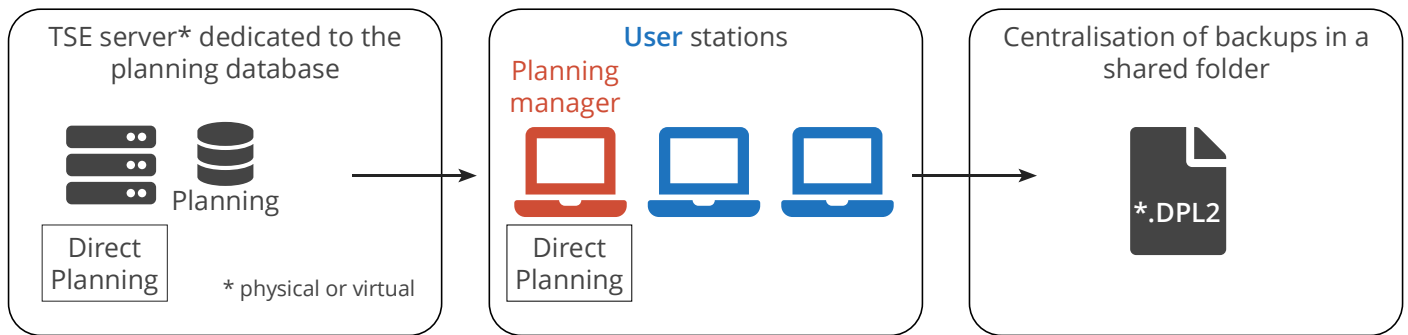 TSE server* dedicated to the
planning database
Planning
Direct
Planning
* physical or virtual
User stations
Planning
manager
Direct
Planning
Centralisation of backups in a
shared folder
*.DPL2